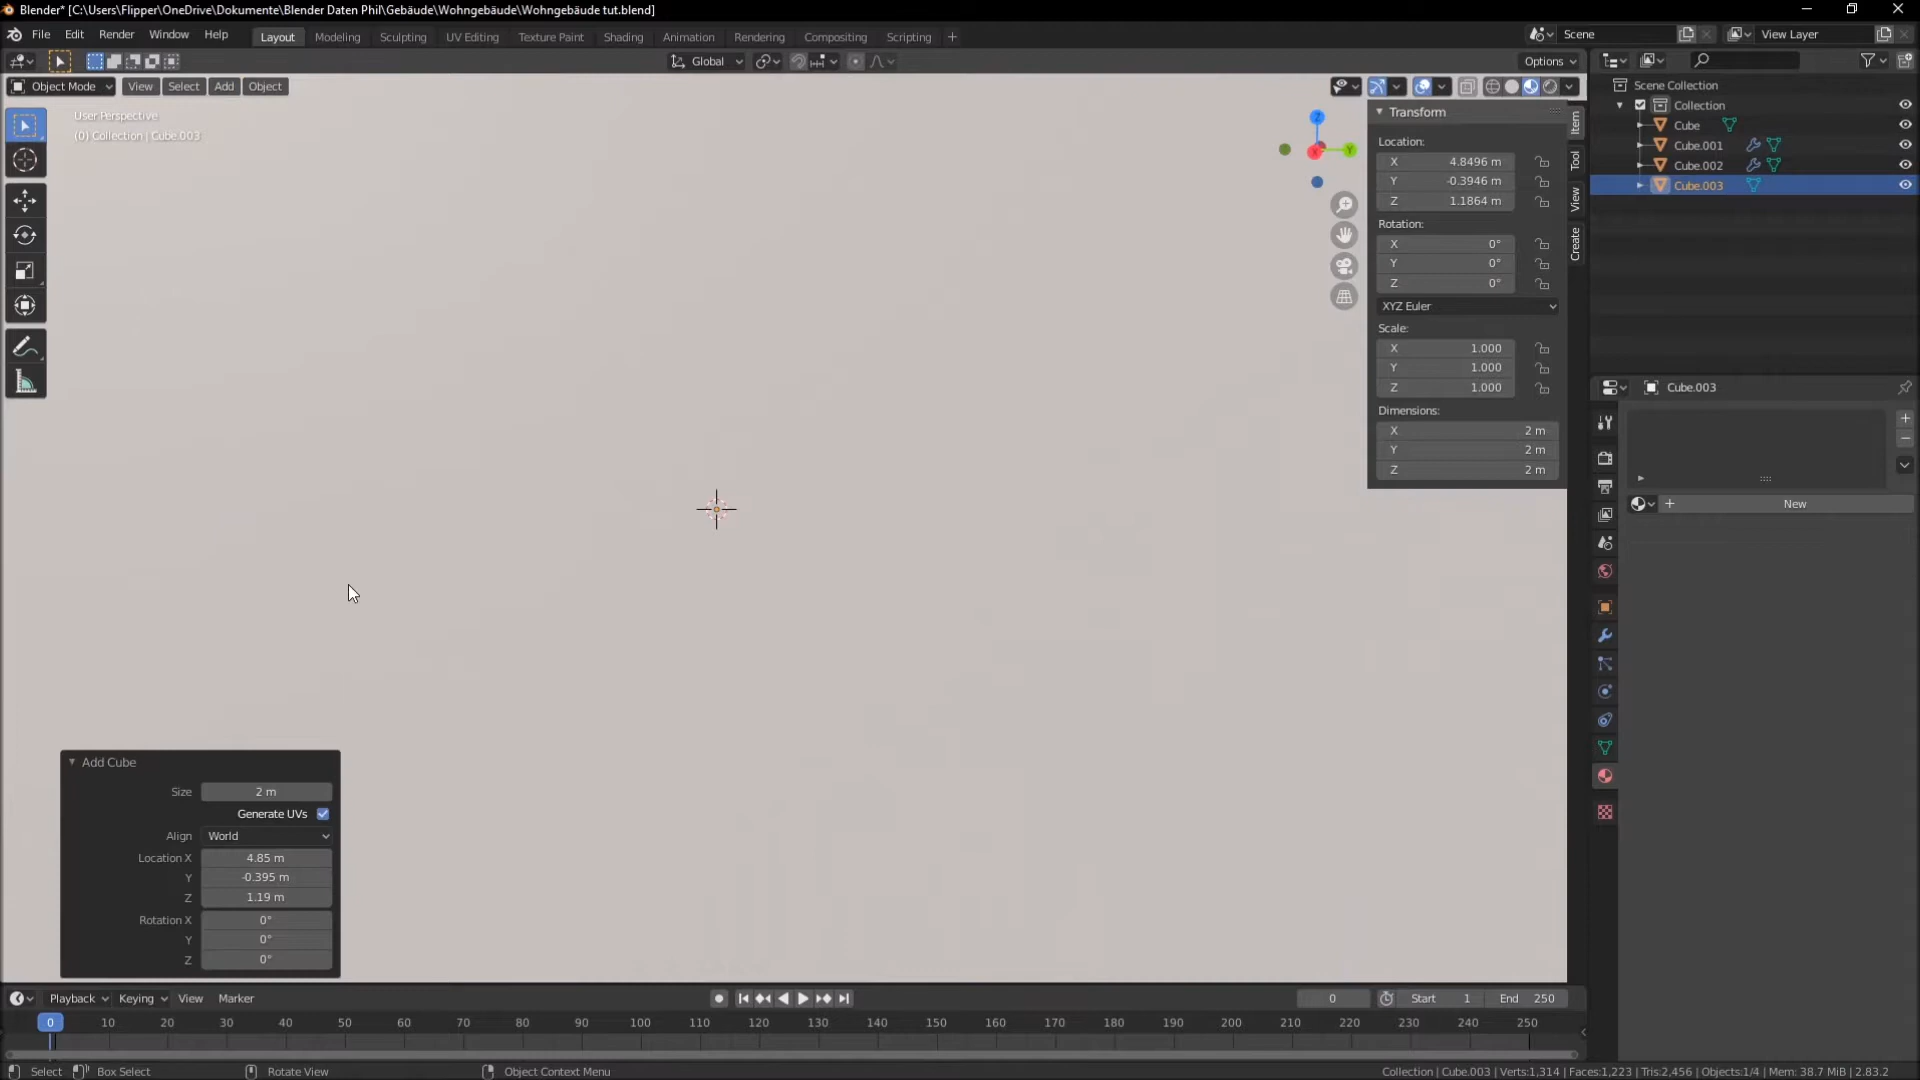 Blender* [C:\Users\Flipper\OneDrive\Dokumente\Blender Daten Phil\Gebäude\Wohngebäude\Wohngebäude tut.blend]
File Edit Render Window Help Layout Modeling Sculpting UV Editing Texture Paint Shading Animation Rendering Compositing Scripting + Scene View Layer
Global Options
Object Mode View Select Add Object
User Perspective
(0) Collection | Cube.003
Z
Y
X
Transform
Location:
X 4.8496 m
Y -0.3946 m
Z 1.1864 m
Rotation:
X 0°
Y 0°
Z 0°
XYZ Euler
Scale:
X 1.000
Y 1.000
Z 1.000
Dimensions:
X 2 m
Y 2 m
Z 2 m
Item
Tool
View
Create
Scene Collection
Collection
Cube
Cube.001
Cube.002
Cube.003
Cube.003
New
Add Cube
Size 2 m
Generate UVs
Align World
Location X 4.85 m
Y -0.395 m
Z 1.19 m
Rotation X 0°
Y 0°
Z 0°
Playback Keying View Marker 0 Start 1 End 250
0 10 20 30 40 50 60 70 80 90 100 110 120 130 140 150 160 170 180 190 200 210 220 230 240 250
Select Box Select Rotate View Object Context Menu Collection | Cube.003 | Verts:1,314 | Faces:1,223 | Tris:2,456 | Objects:1/4 | Mem: 38.7 MiB | 2.83.2